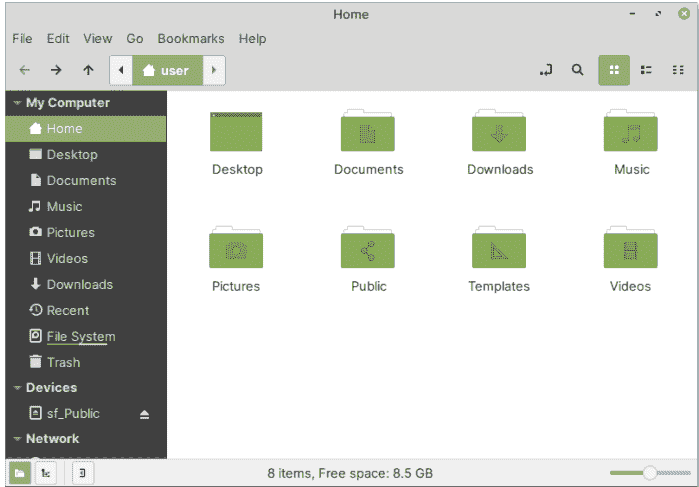 Home
File Edit View Go Bookmarks Help
user
My Computer
Home
Desktop
Documents
Music
Pictures
Videos
Downloads
Recent
File System
Trash
Devices
sf_Public
Network
Desktop Documents Downloads Music
Pictures Public Templates Videos
8 items, Free space: 8.5 GB